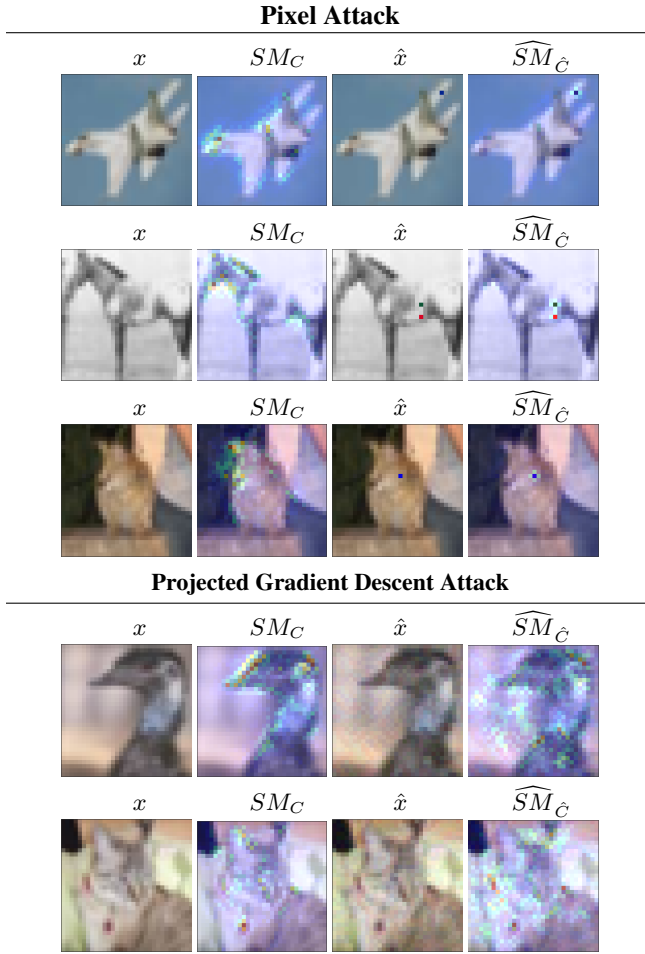 Pixel Attack
x SM_C x̂ \widehat{SM}_Ĉ
x SM_C x̂ \widehat{SM}_Ĉ
x SM_C x̂ \widehat{SM}_Ĉ
Projected Gradient Descent Attack
x SM_C x̂ \widehat{SM}_Ĉ
x SM_C x̂ \widehat{SM}_Ĉ